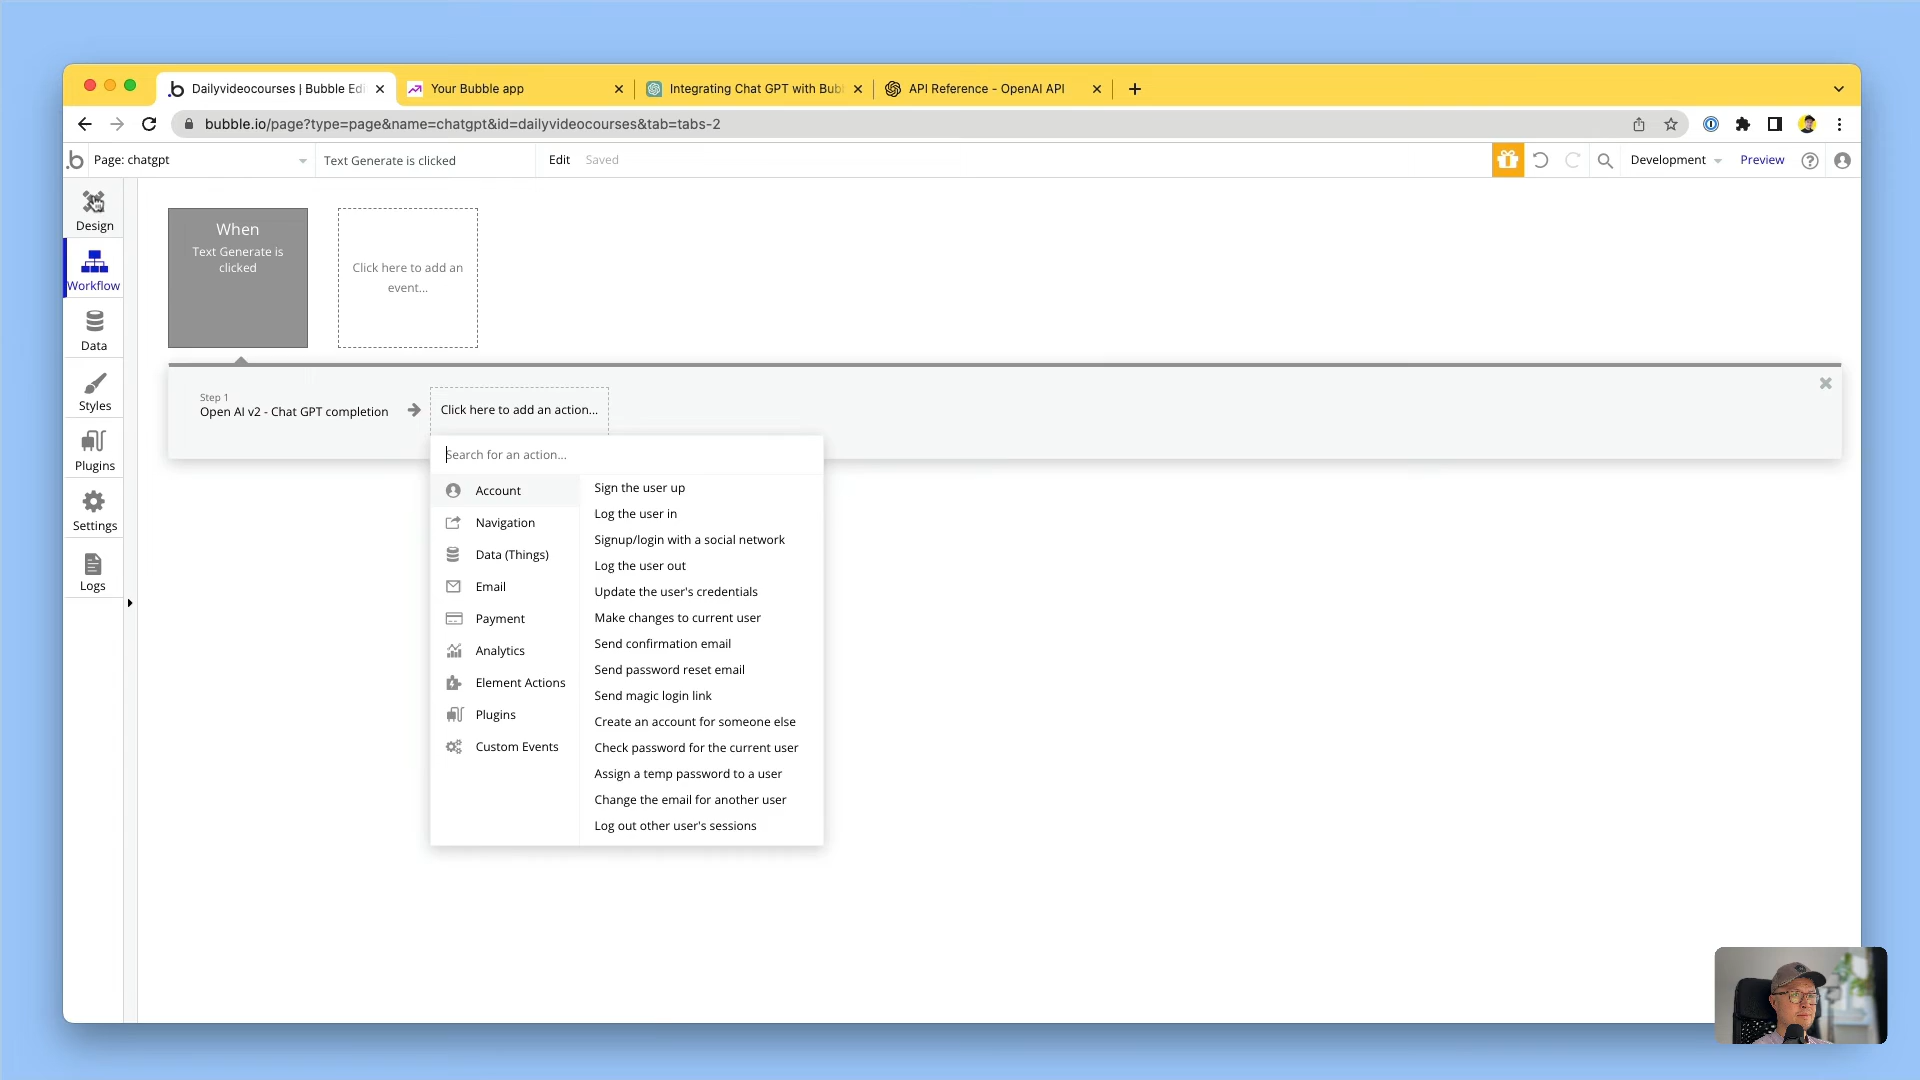 Dailyvideocourses | Bubble Edi
Your Bubble app
Integrating Chat GPT with Bubl
API Reference - OpenAI API
bubble.io/page?type=page&name=chatgpt&id=dailyvideocourses&tab=tabs-2
Page: chatgpt
Text Generate is clicked
Edit
Saved
Development
Preview
Design
Workflow
Data
Styles
Plugins
Settings
Logs
When
Text Generate is
clicked
Click here to add an
event...
Step 1
Open AI v2 - Chat GPT completion
Click here to add an action...
Search for an action...
Account
Navigation
Data (Things)
Email
Payment
Analytics
Element Actions
Plugins
Custom Events
Sign the user up
Log the user in
Signup/login with a social network
Log the user out
Update the user's credentials
Make changes to current user
Send confirmation email
Send password reset email
Send magic login link
Create an account for someone else
Check password for the current user
Assign a temp password to a user
Change the email for another user
Log out other user's sessions